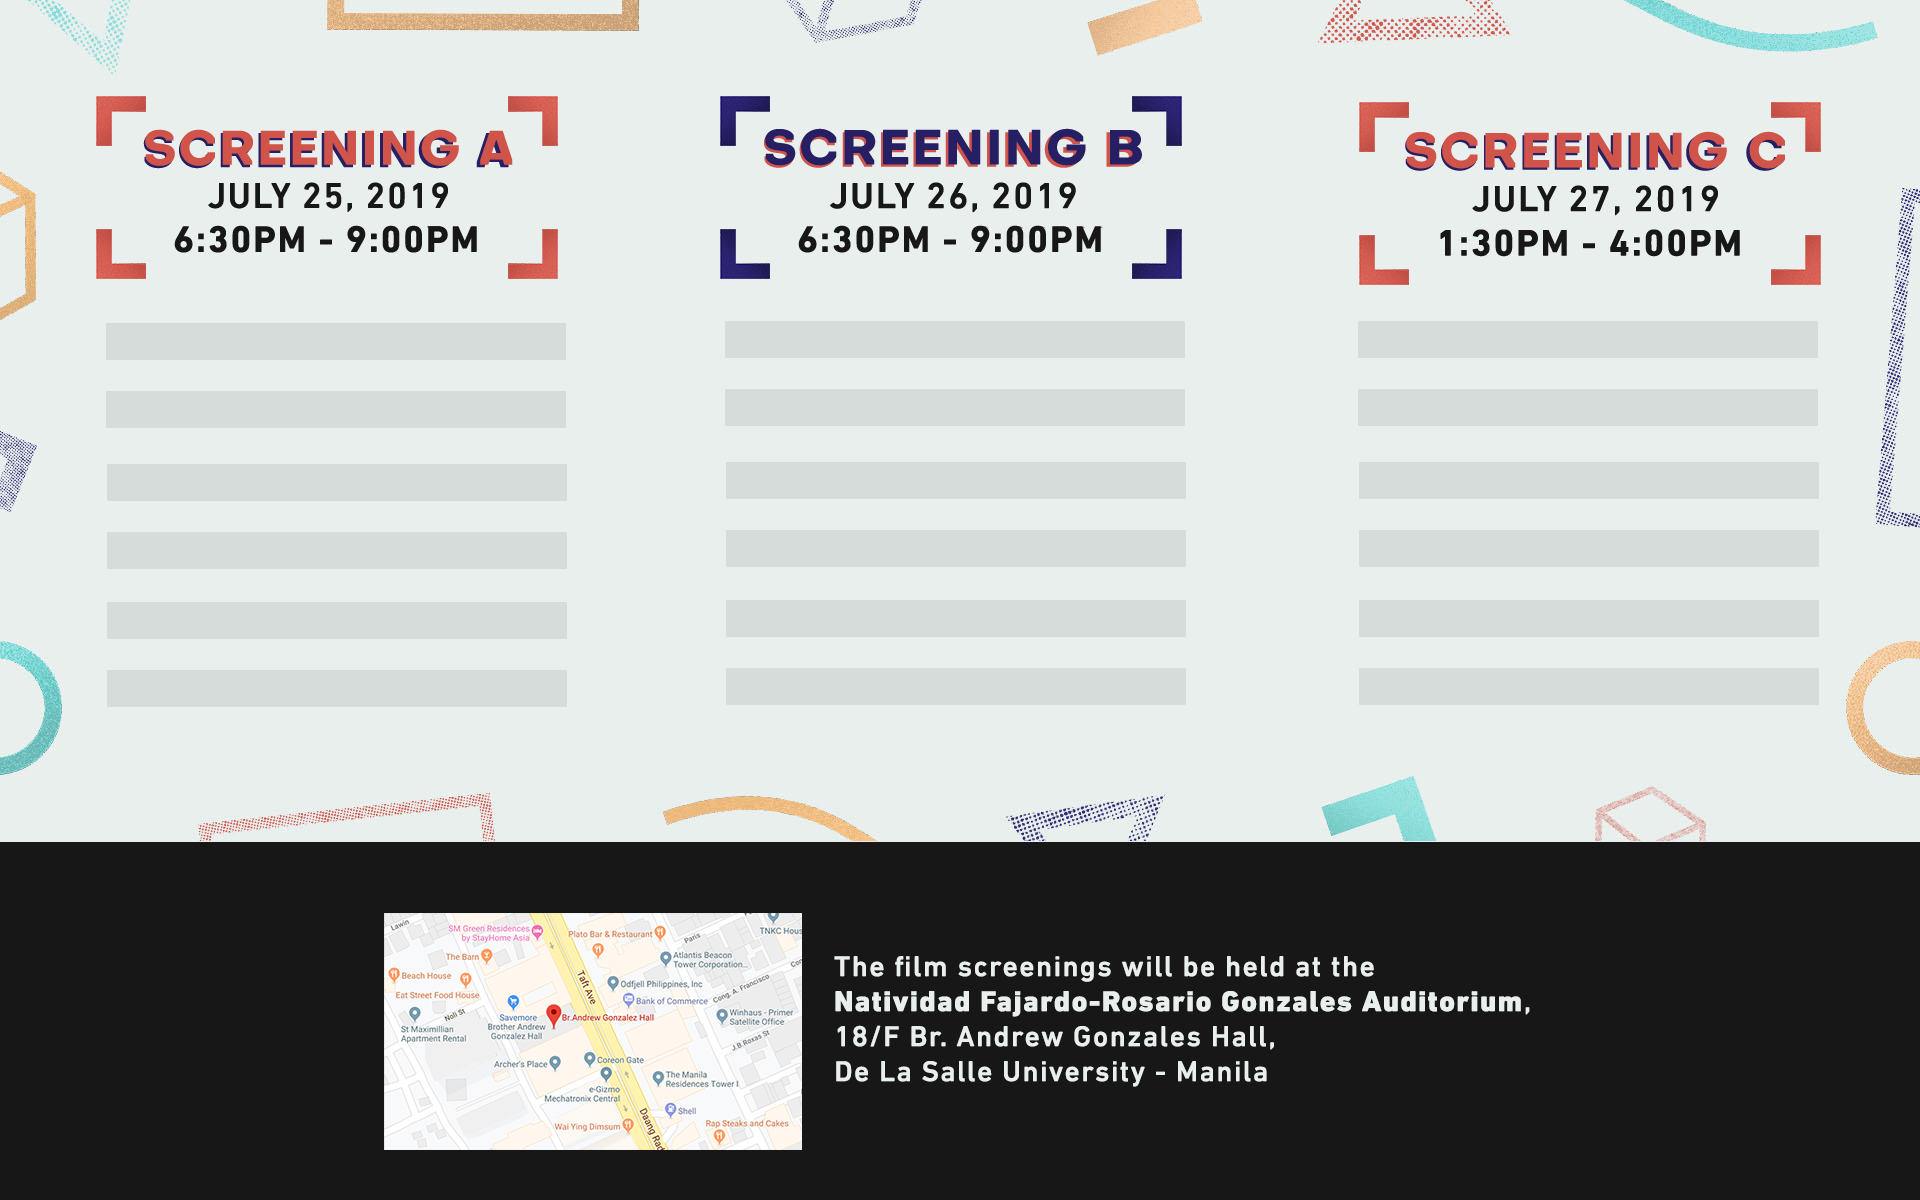 SCREENING A
JULY 25, 2019
6:30PM - 9:00PM
SCREENING B
JULY 26, 2019
6:30PM - 9:00PM
SCREENING C
JULY 27, 2019
1:30PM - 4:00PM
Lawin
SM Green Residences
by StayHome Asia
Plato Bar & Restaurant
Paris
TNKC Hous
The Barn
Atlantis Beacon
Tower Corporation...
Beach House
Taft Ave
Cong. A. Francisco
Odfjell Philippines, Inc
Eat Street Food House
Bank of Commerce
Noli St
Savemore
Brother Andrew
Gonzalez Hall
Br. Andrew Gonzalez Hall
Winhaus - Primer
Satellite Office
St Maximillian
Apartment Rental
J.B. Roxas St
Archer's Place
Coreon Gate
The Manila
Residences Tower I
e-Gizmo
Mechatronix Central
Shell
Daang Rad
Wai Ying Dimsum
Rap Steaks and Cakes
The film screenings will be held at the
Natividad Fajardo-Rosario Gonzales Auditorium,
18/F Br. Andrew Gonzales Hall,
De La Salle University - Manila